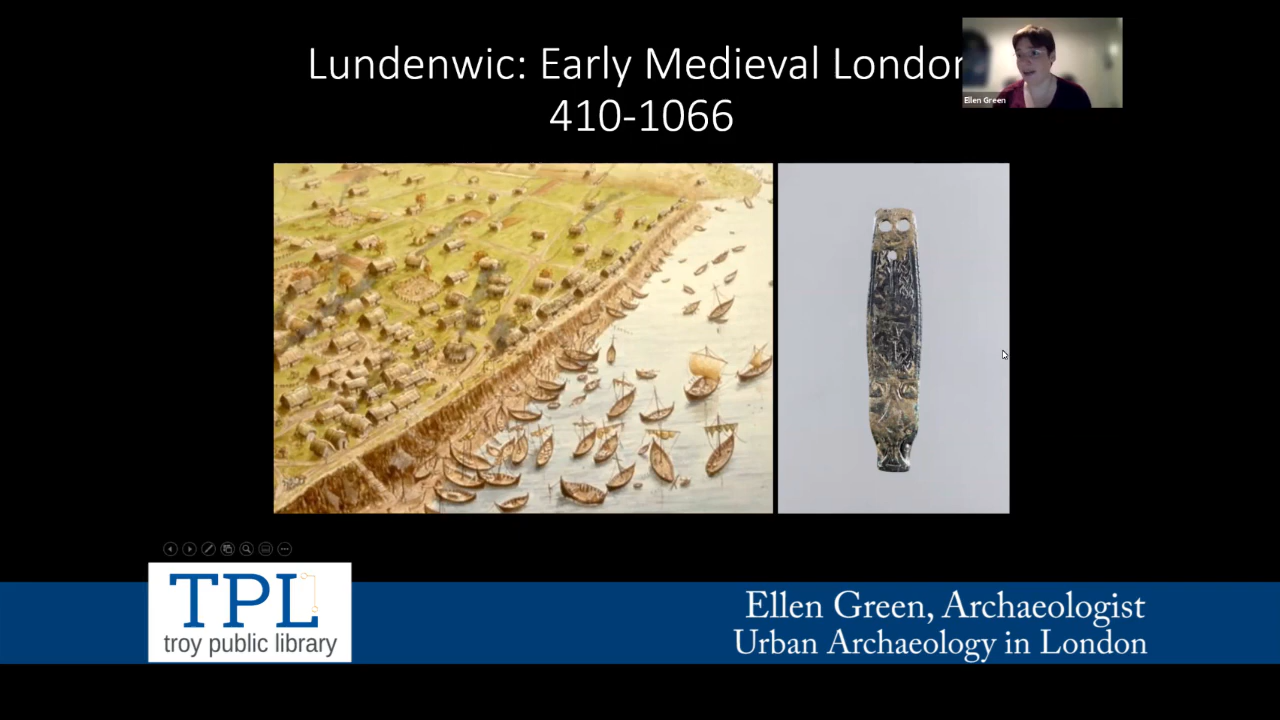 Lundenwic: Early Medieval London
410-1066
Ellen Green
TPL
troy public library
Ellen Green, Archaeologist
Urban Archaeology in London